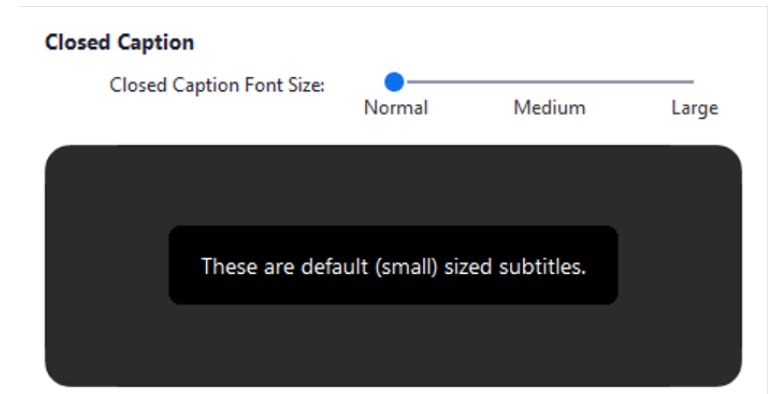 Closed Caption
Closed Caption Font Size:
Normal Medium Large
These are default (small) sized subtitles.